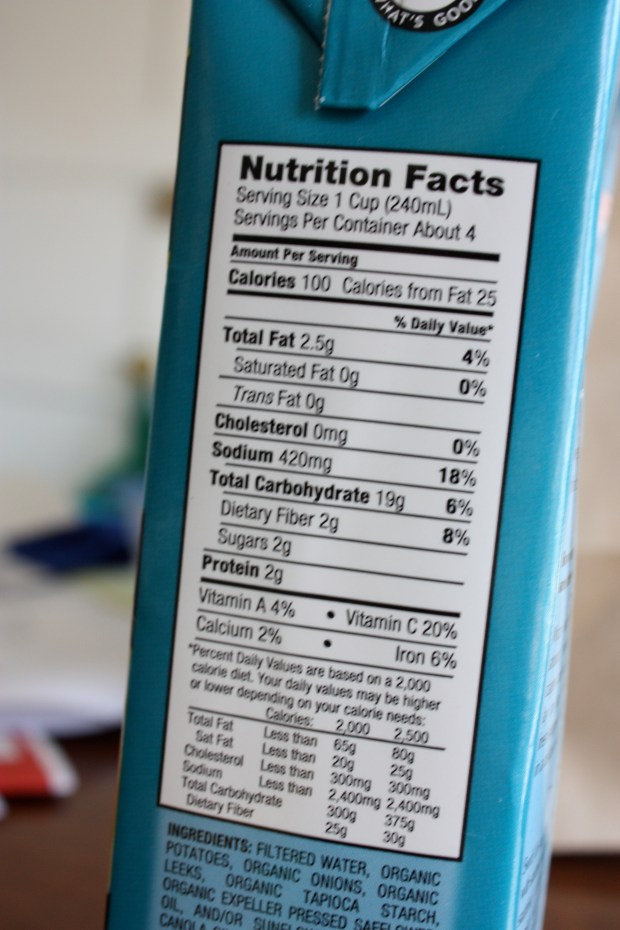 HAT'S GOO
Nutrition Facts
Serving Size 1 Cup (240mL)
Servings Per Container About 4
Amount Per Serving
Calories 100 Calories from Fat 25
% Daily Value*
Total Fat 2.5g 4%
Saturated Fat 0g 0%
Trans Fat 0g
Cholesterol 0mg 0%
Sodium 420mg 18%
Total Carbohydrate 19g 6%
Dietary Fiber 2g 8%
Sugars 2g
Protein 2g
Vitamin A 4% • Vitamin C 20%
Calcium 2% • Iron 6%
*Percent Daily Values are based on a 2,000
calorie diet. Your daily values may be higher
or lower depending on your calorie needs:
Calories: 2,000 2,500
Total Fat Less than 65g 80g
Sat Fat Less than 20g 25g
Cholesterol Less than 300mg 300mg
Sodium Less than 2,400mg 2,400mg
Total Carbohydrate 300g 375g
Dietary Fiber 25g 30g
INGREDIENTS: FILTERED WATER, ORGANIC
POTATOES, ORGANIC ONIONS, ORGANIC
LEEKS, ORGANIC TAPIOCA STARCH,
ORGANIC EXPELLER PRESSED
OIL, AND/OR
CANOLA